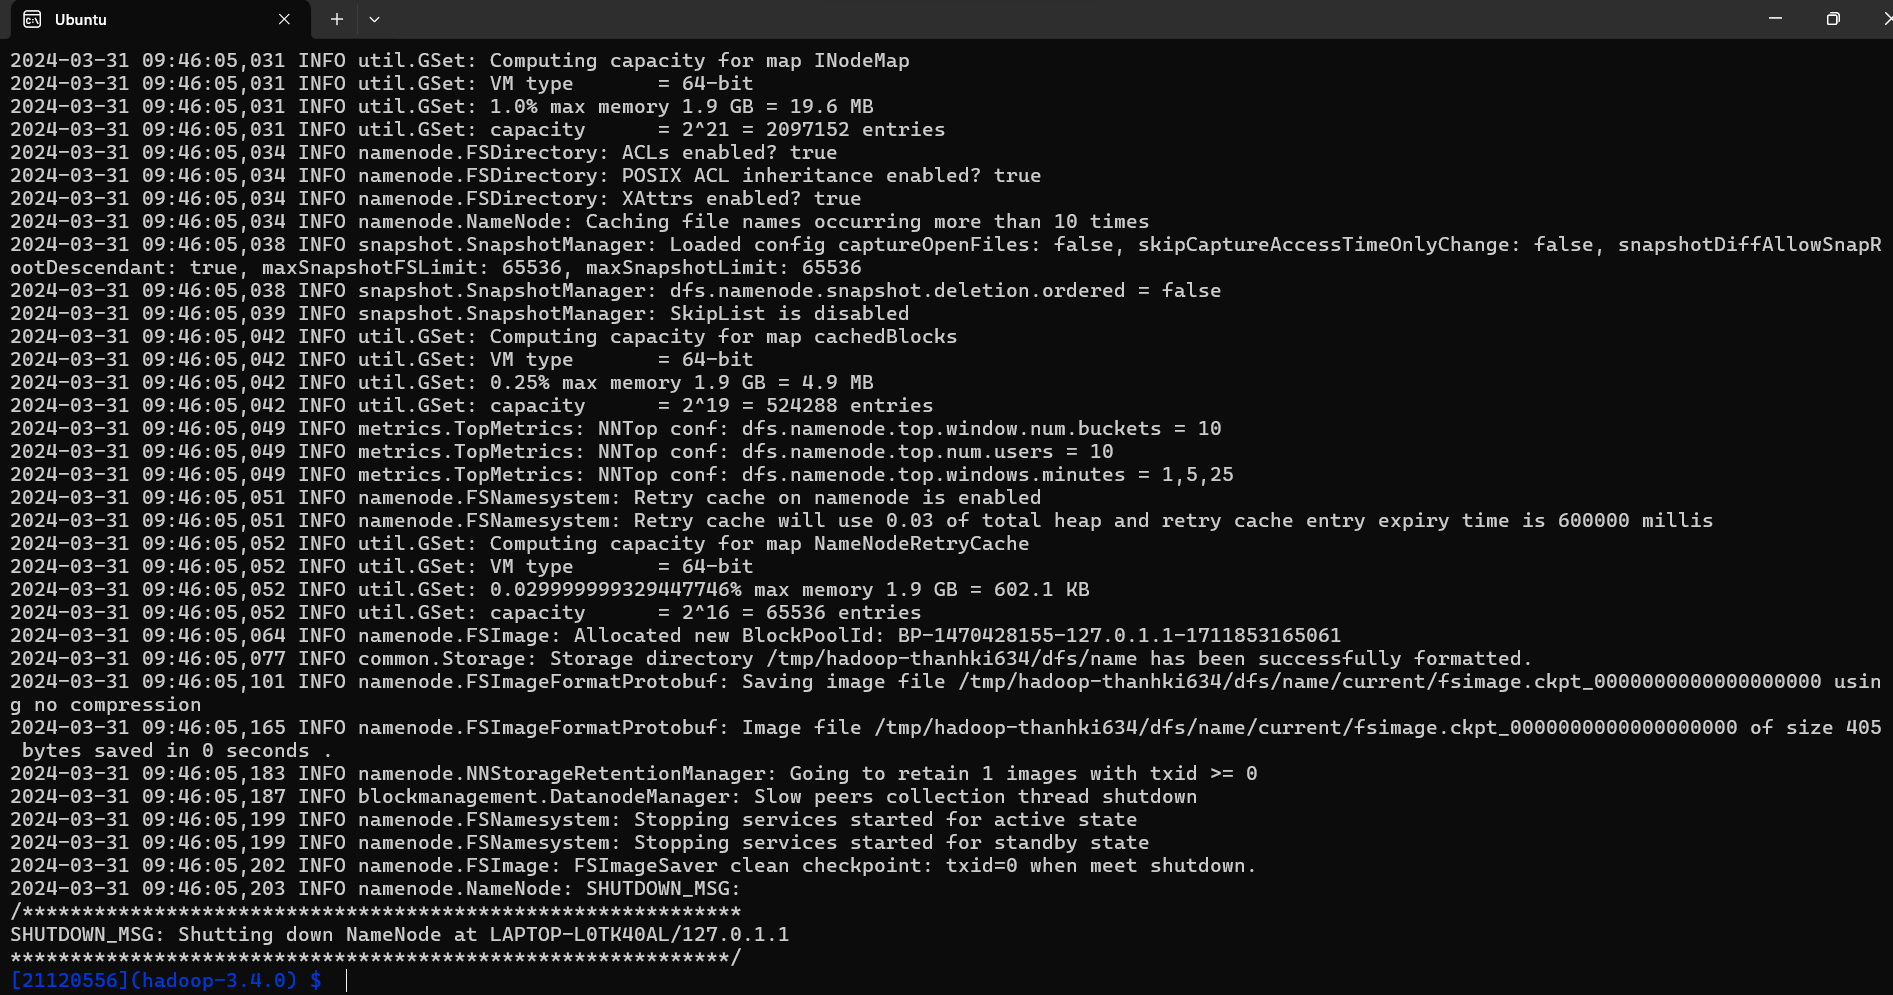 Ubuntu
2024-03-31 09:46:05,031 INFO util.GSet: Computing capacity for map INodeMap
2024-03-31 09:46:05,031 INFO util.GSet: VM type       = 64-bit
2024-03-31 09:46:05,031 INFO util.GSet: 1.0% max memory 1.9 GB = 19.6 MB
2024-03-31 09:46:05,031 INFO util.GSet: capacity      = 2^21 = 2097152 entries
2024-03-31 09:46:05,034 INFO namenode.FSDirectory: ACLs enabled? true
2024-03-31 09:46:05,034 INFO namenode.FSDirectory: POSIX ACL inheritance enabled? true
2024-03-31 09:46:05,034 INFO namenode.FSDirectory: XAttrs enabled? true
2024-03-31 09:46:05,034 INFO namenode.NameNode: Caching file names occurring more than 10 times
2024-03-31 09:46:05,038 INFO snapshot.SnapshotManager: Loaded config captureOpenFiles: false, skipCaptureAccessTimeOnlyChange: false, snapshotDiffAllowSnapR
ootDescendant: true, maxSnapshotFSLimit: 65536, maxSnapshotLimit: 65536
2024-03-31 09:46:05,038 INFO snapshot.SnapshotManager: dfs.namenode.snapshot.deletion.ordered = false
2024-03-31 09:46:05,039 INFO snapshot.SnapshotManager: SkipList is disabled
2024-03-31 09:46:05,042 INFO util.GSet: Computing capacity for map cachedBlocks
2024-03-31 09:46:05,042 INFO util.GSet: VM type       = 64-bit
2024-03-31 09:46:05,042 INFO util.GSet: 0.25% max memory 1.9 GB = 4.9 MB
2024-03-31 09:46:05,042 INFO util.GSet: capacity      = 2^19 = 524288 entries
2024-03-31 09:46:05,049 INFO metrics.TopMetrics: NNTop conf: dfs.namenode.top.window.num.buckets = 10
2024-03-31 09:46:05,049 INFO metrics.TopMetrics: NNTop conf: dfs.namenode.top.num.users = 10
2024-03-31 09:46:05,049 INFO metrics.TopMetrics: NNTop conf: dfs.namenode.top.windows.minutes = 1,5,25
2024-03-31 09:46:05,051 INFO namenode.FSNamesystem: Retry cache on namenode is enabled
2024-03-31 09:46:05,051 INFO namenode.FSNamesystem: Retry cache will use 0.03 of total heap and retry cache entry expiry time is 600000 millis
2024-03-31 09:46:05,052 INFO util.GSet: Computing capacity for map NameNodeRetryCache
2024-03-31 09:46:05,052 INFO util.GSet: VM type       = 64-bit
2024-03-31 09:46:05,052 INFO util.GSet: 0.029999999329447746% max memory 1.9 GB = 602.1 KB
2024-03-31 09:46:05,052 INFO util.GSet: capacity      = 2^16 = 65536 entries
2024-03-31 09:46:05,064 INFO namenode.FSImage: Allocated new BlockPoolId: BP-1470428155-127.0.1.1-1711853165061
2024-03-31 09:46:05,077 INFO common.Storage: Storage directory /tmp/hadoop-thanhki634/dfs/name has been successfully formatted.
2024-03-31 09:46:05,101 INFO namenode.FSImageFormatProtobuf: Saving image file /tmp/hadoop-thanhki634/dfs/name/current/fsimage.ckpt_0000000000000000000 usin
g no compression
2024-03-31 09:46:05,165 INFO namenode.FSImageFormatProtobuf: Image file /tmp/hadoop-thanhki634/dfs/name/current/fsimage.ckpt_0000000000000000000 of size 405
 bytes saved in 0 seconds .
2024-03-31 09:46:05,183 INFO namenode.NNStorageRetentionManager: Going to retain 1 images with txid >= 0
2024-03-31 09:46:05,187 INFO blockmanagement.DatanodeManager: Slow peers collection thread shutdown
2024-03-31 09:46:05,199 INFO namenode.FSNamesystem: Stopping services started for active state
2024-03-31 09:46:05,199 INFO namenode.FSNamesystem: Stopping services started for standby state
2024-03-31 09:46:05,202 INFO namenode.FSImage: FSImageSaver clean checkpoint: txid=0 when meet shutdown.
2024-03-31 09:46:05,203 INFO namenode.NameNode: SHUTDOWN_MSG:
/************************************************************
SHUTDOWN_MSG: Shutting down NameNode at LAPTOP-L0TK40AL/127.0.1.1
************************************************************/
[21120556](hadoop-3.4.0) $